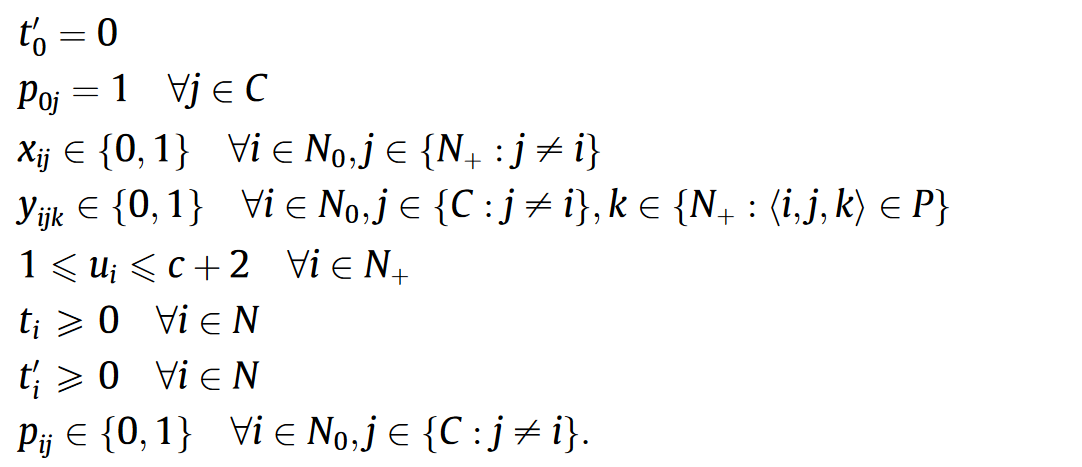 t′₀ = 0
p₀ⱼ = 1 ∀j ∈ C
xᵢⱼ ∈ {0, 1} ∀i ∈ N₀, j ∈ {N₊ : j ≠ i}
yᵢⱼₖ ∈ {0, 1} ∀i ∈ N₀, j ∈ {C : j ≠ i}, k ∈ {N₊ : ⟨i, j, k⟩ ∈ P}
1 ⩽ uᵢ ⩽ c + 2 ∀i ∈ N₊
tᵢ ⩾ 0 ∀i ∈ N
t′ᵢ ⩾ 0 ∀i ∈ N
pᵢⱼ ∈ {0, 1} ∀i ∈ N₀, j ∈ {C : j ≠ i}.